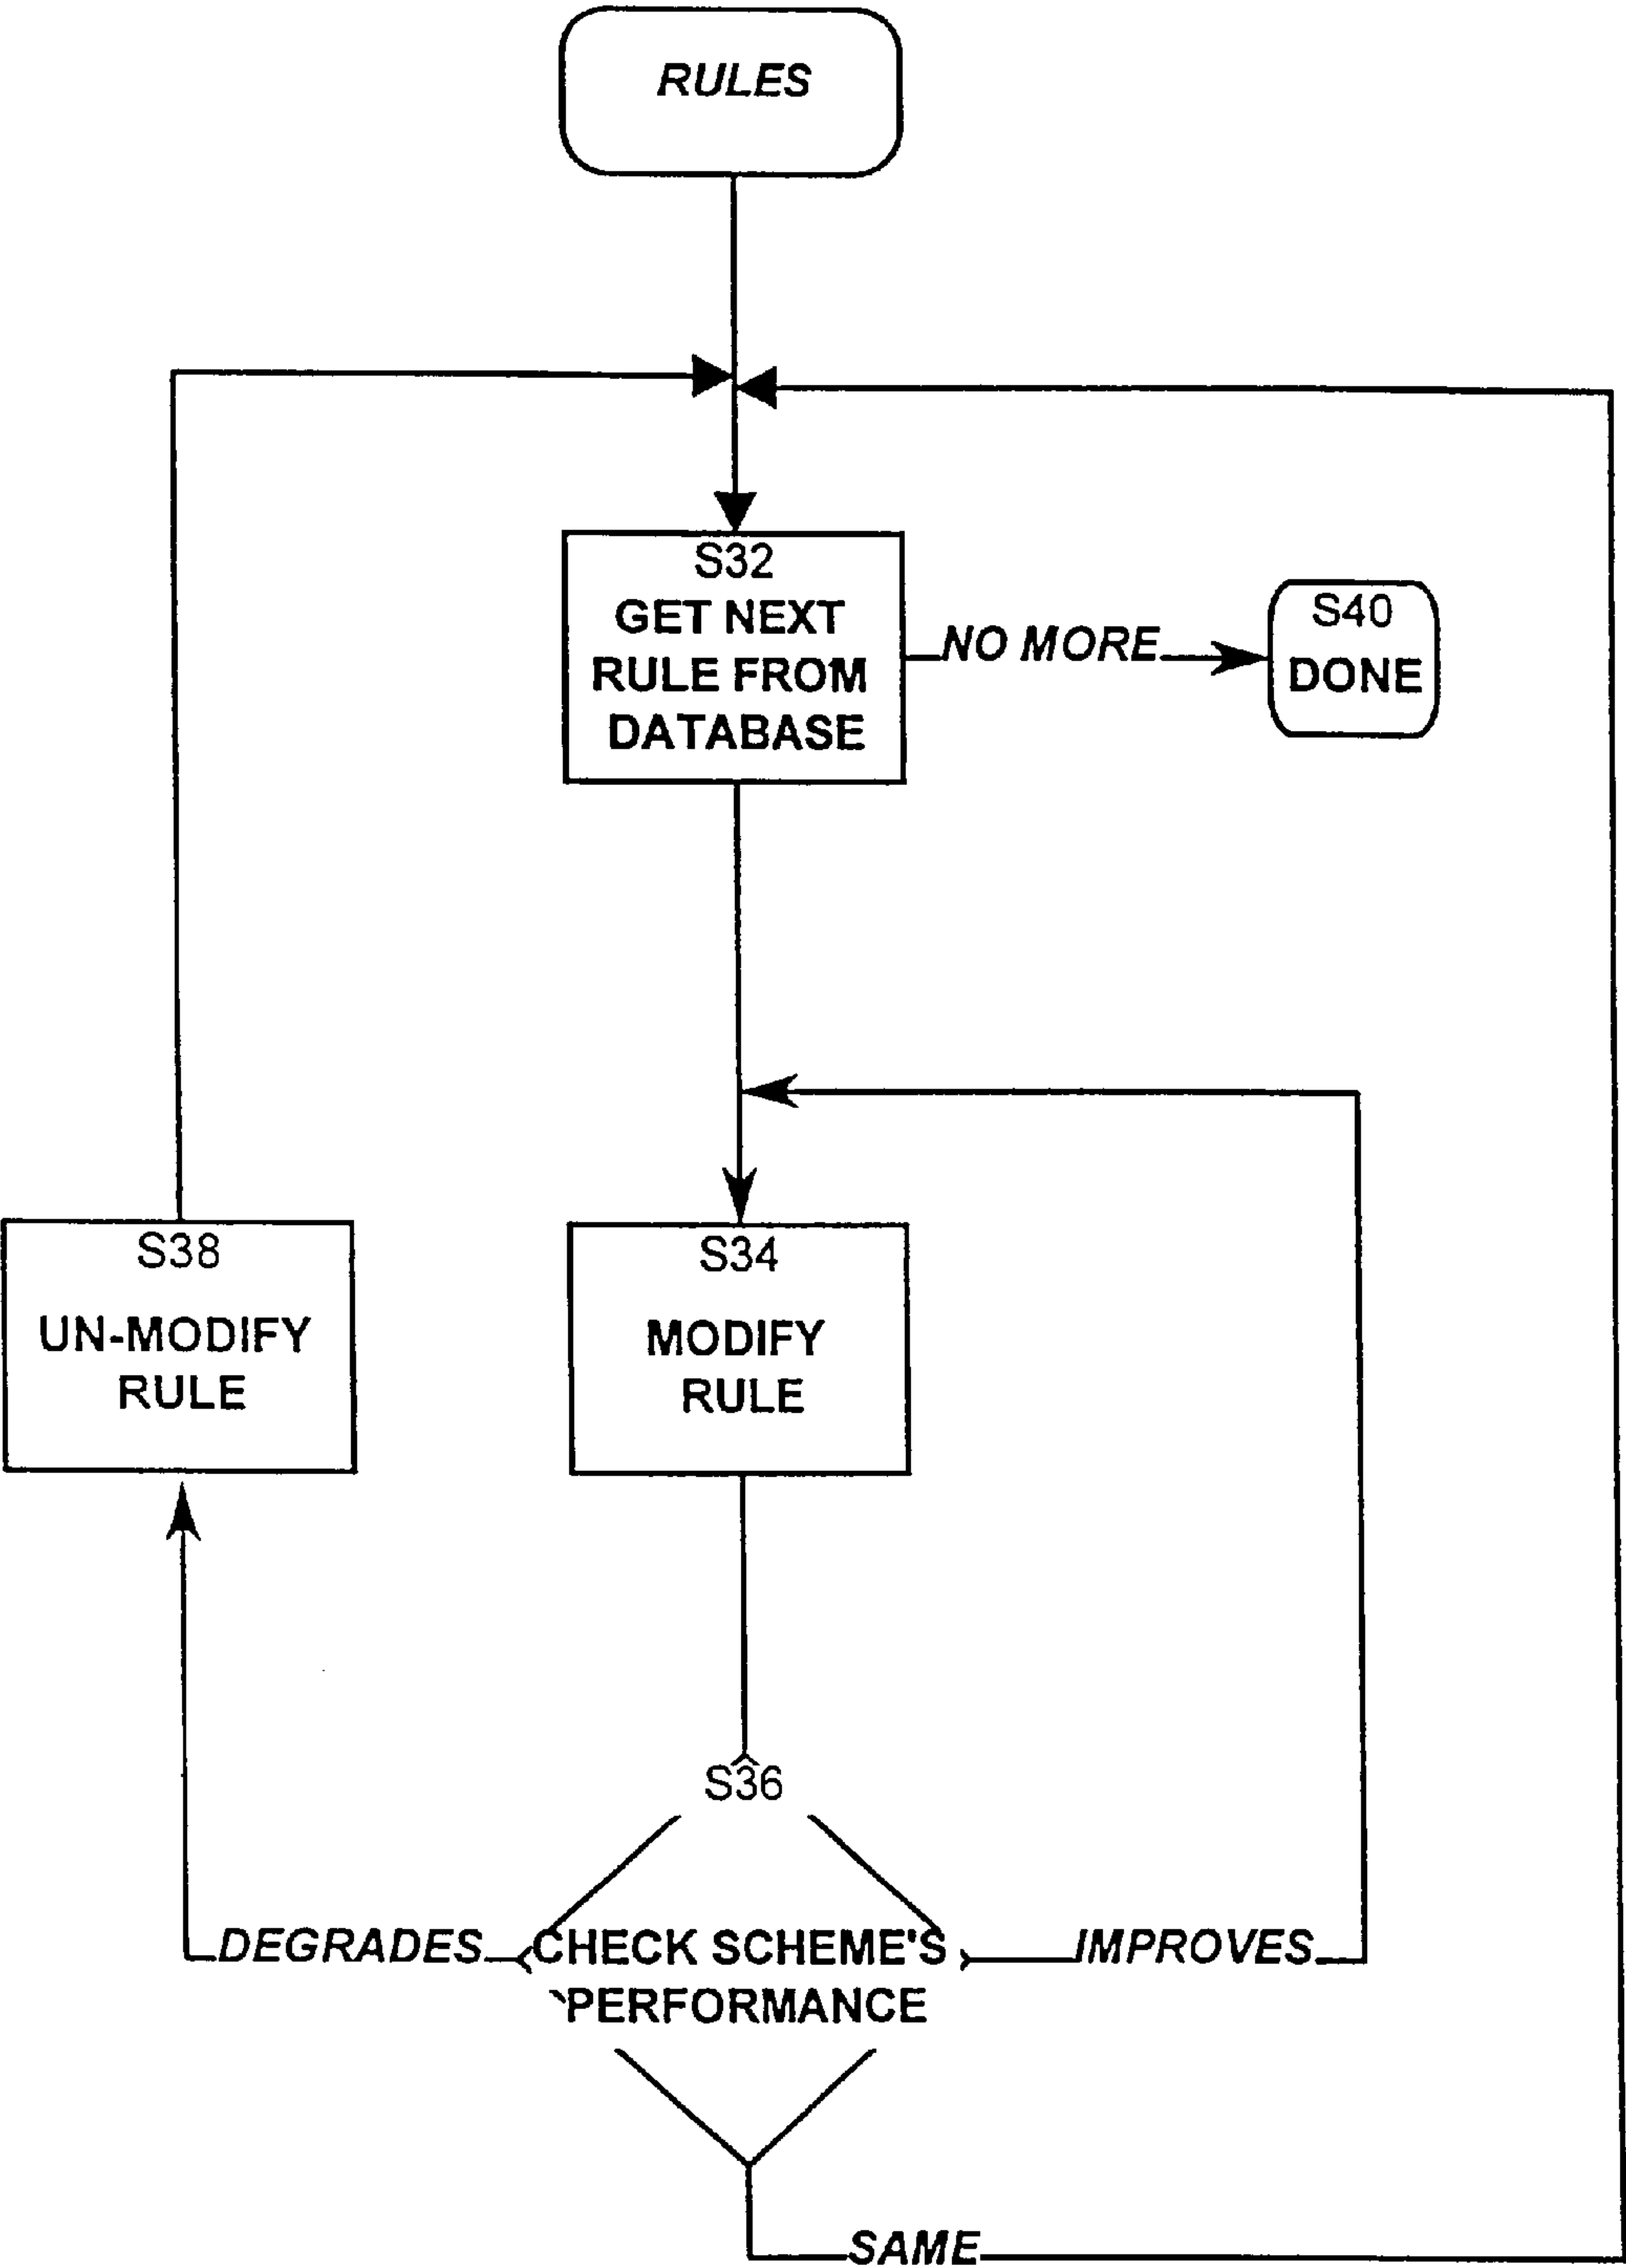 RULES
S32
GET NEXT
RULE FROM
DATABASE
NO MORE
S40
DONE
S38
UN-MODIFY
RULE
S34
MODIFY
RULE
S36
DEGRADES
CHECK SCHEME'S
PERFORMANCE
IMPROVES
SAME